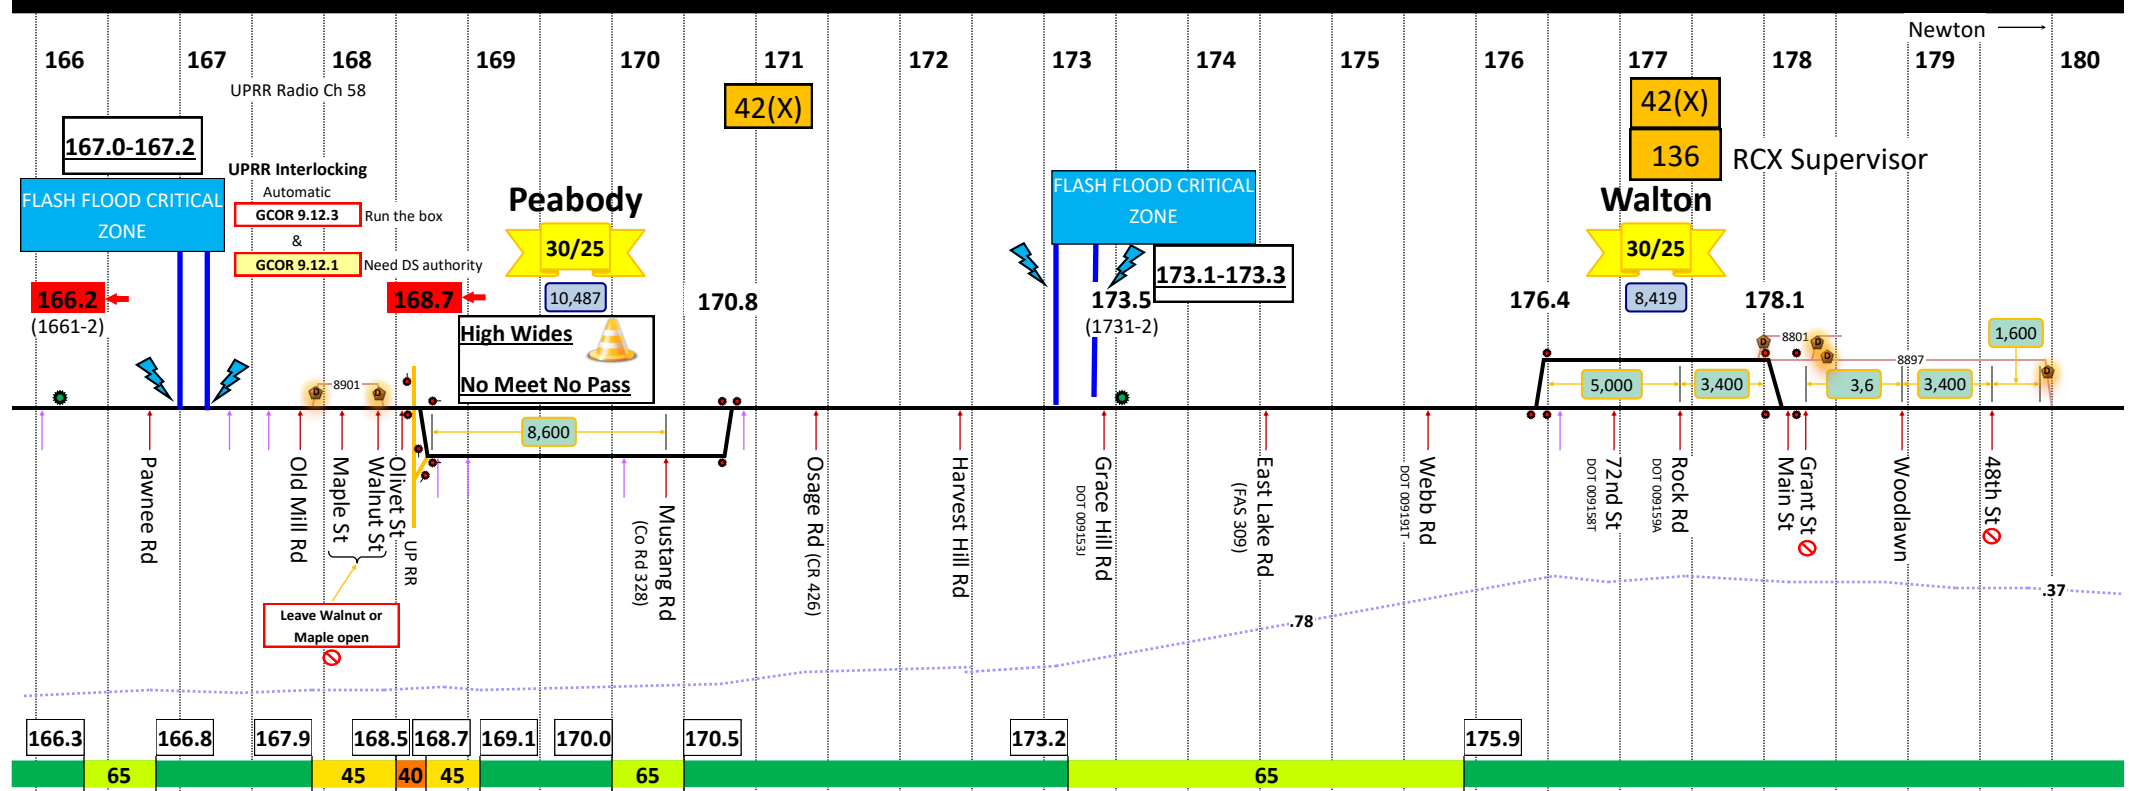 Newton
166 167 168 169 170 171 172 173 174 175 176 177 178 179 180
UPRR Radio Ch 58
42(X)
42(X)
136 RCX Supervisor
167.0-167.2
FLASH FLOOD CRITICAL
ZONE
UPRR Interlocking
Automatic
GCOR 9.12.3 Run the box
&
GCOR 9.12.1 Need DS authority
Peabody
30/25
10,487
FLASH FLOOD CRITICAL
ZONE
173.1-173.3
Walton
30/25
8,419
166.2
(1661-2)
168.7
170.8
173.5
(1731-2)
176.4
178.1
High Wides
No Meet No Pass
8901
8801
8897
1,600
D
D
D
D
D
D
8,600
5,000
3,400
3,6
3,400
Pawnee Rd
Old Mill Rd
Maple St
Walnut St
Olivet St
UP RR
Mustang Rd
(Co Rd 328)
Osage Rd (CR 426)
Harvest Hill Rd
Grace Hill Rd
DOT 009153J
East Lake Rd
(FAS 309)
Webb Rd
DOT 009191T
72nd St
DOT 009158T
Rock Rd
DOT 009159A
Main St
Grant St
Woodlawn
48th St
Leave Walnut or
Maple open
.78
.37
166.3 166.8 167.9 168.5 168.7 169.1 170.0 170.5 173.2 175.9
65 45 40 45 65 65